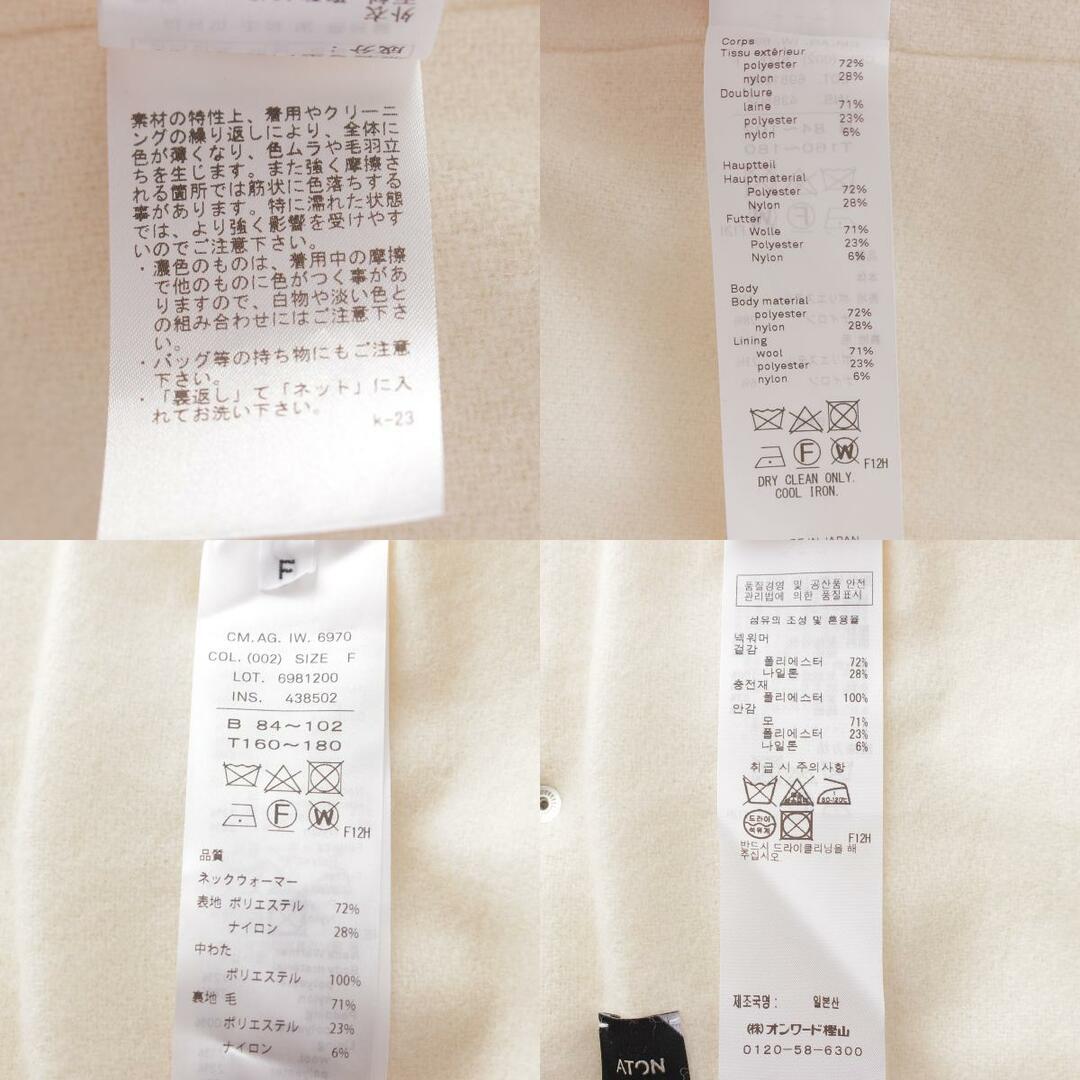 外衣
成分:
素材の特性上、着用やクリーニ
ングの繰り返しにより、全体に
色が薄くなり、色ムラや毛羽立
ちを生じます。また強く摩擦さ
れる箇所では筋状に色落ちする
事があります。特に濡れた状態
では、より強く影響を受けやす
いのでご注意下さい。
・濃色のものは、着用中の摩擦
で他のものに色がつく事があ
りますので、白物や淡い色と
の組み合わせにはご注意下さ
い。
・バッグ等の持ち物にもご注意
下さい。
・「裏返し」て「ネット」に入
れてお洗い下さい。
k-23
Corps
Tissu extérieur
polyester 72%
nylon 28%
Doublure
laine 71%
polyester 23%
nylon 6%
Hauptteil
Hauptmaterial
Polyester 72%
Nylon 28%
Futter
Wolle 71%
Polyester 23%
Nylon 6%
Body
Body material
polyester 72%
nylon 28%
Lining
wool 71%
polyester 23%
nylon 6%
F W F12H
DRY CLEAN ONLY.
COOL IRON.
F
CM.AG. IW. 6970
COL. (002) SIZE F
LOT. 6981200
INS. 438502
B 84～102
T160～180
F W F12H
品質
ネックウォーマー
表地 ポリエステル 72%
ナイロン 28%
中わた
ポリエステル 100%
裏地 毛 71%
ポリエステル 23%
ナイロン 6%
품질경영 및 공산품 안전
관리법에 의한 품질표시
섬유의 조성 및 혼용율
넥워머
겉감
폴리에스터 72%
나일론 28%
충전재
폴리에스터 100%
안감
모 71%
폴리에스터 23%
나일론 6%
취급 시 주의사항
80-120℃
드라이
석유계
F12H
반드시 드라이클리닝을 해
주십시오.
제조국명: 일본산
(株)オンワード樫山
0120-58-6300
ATON